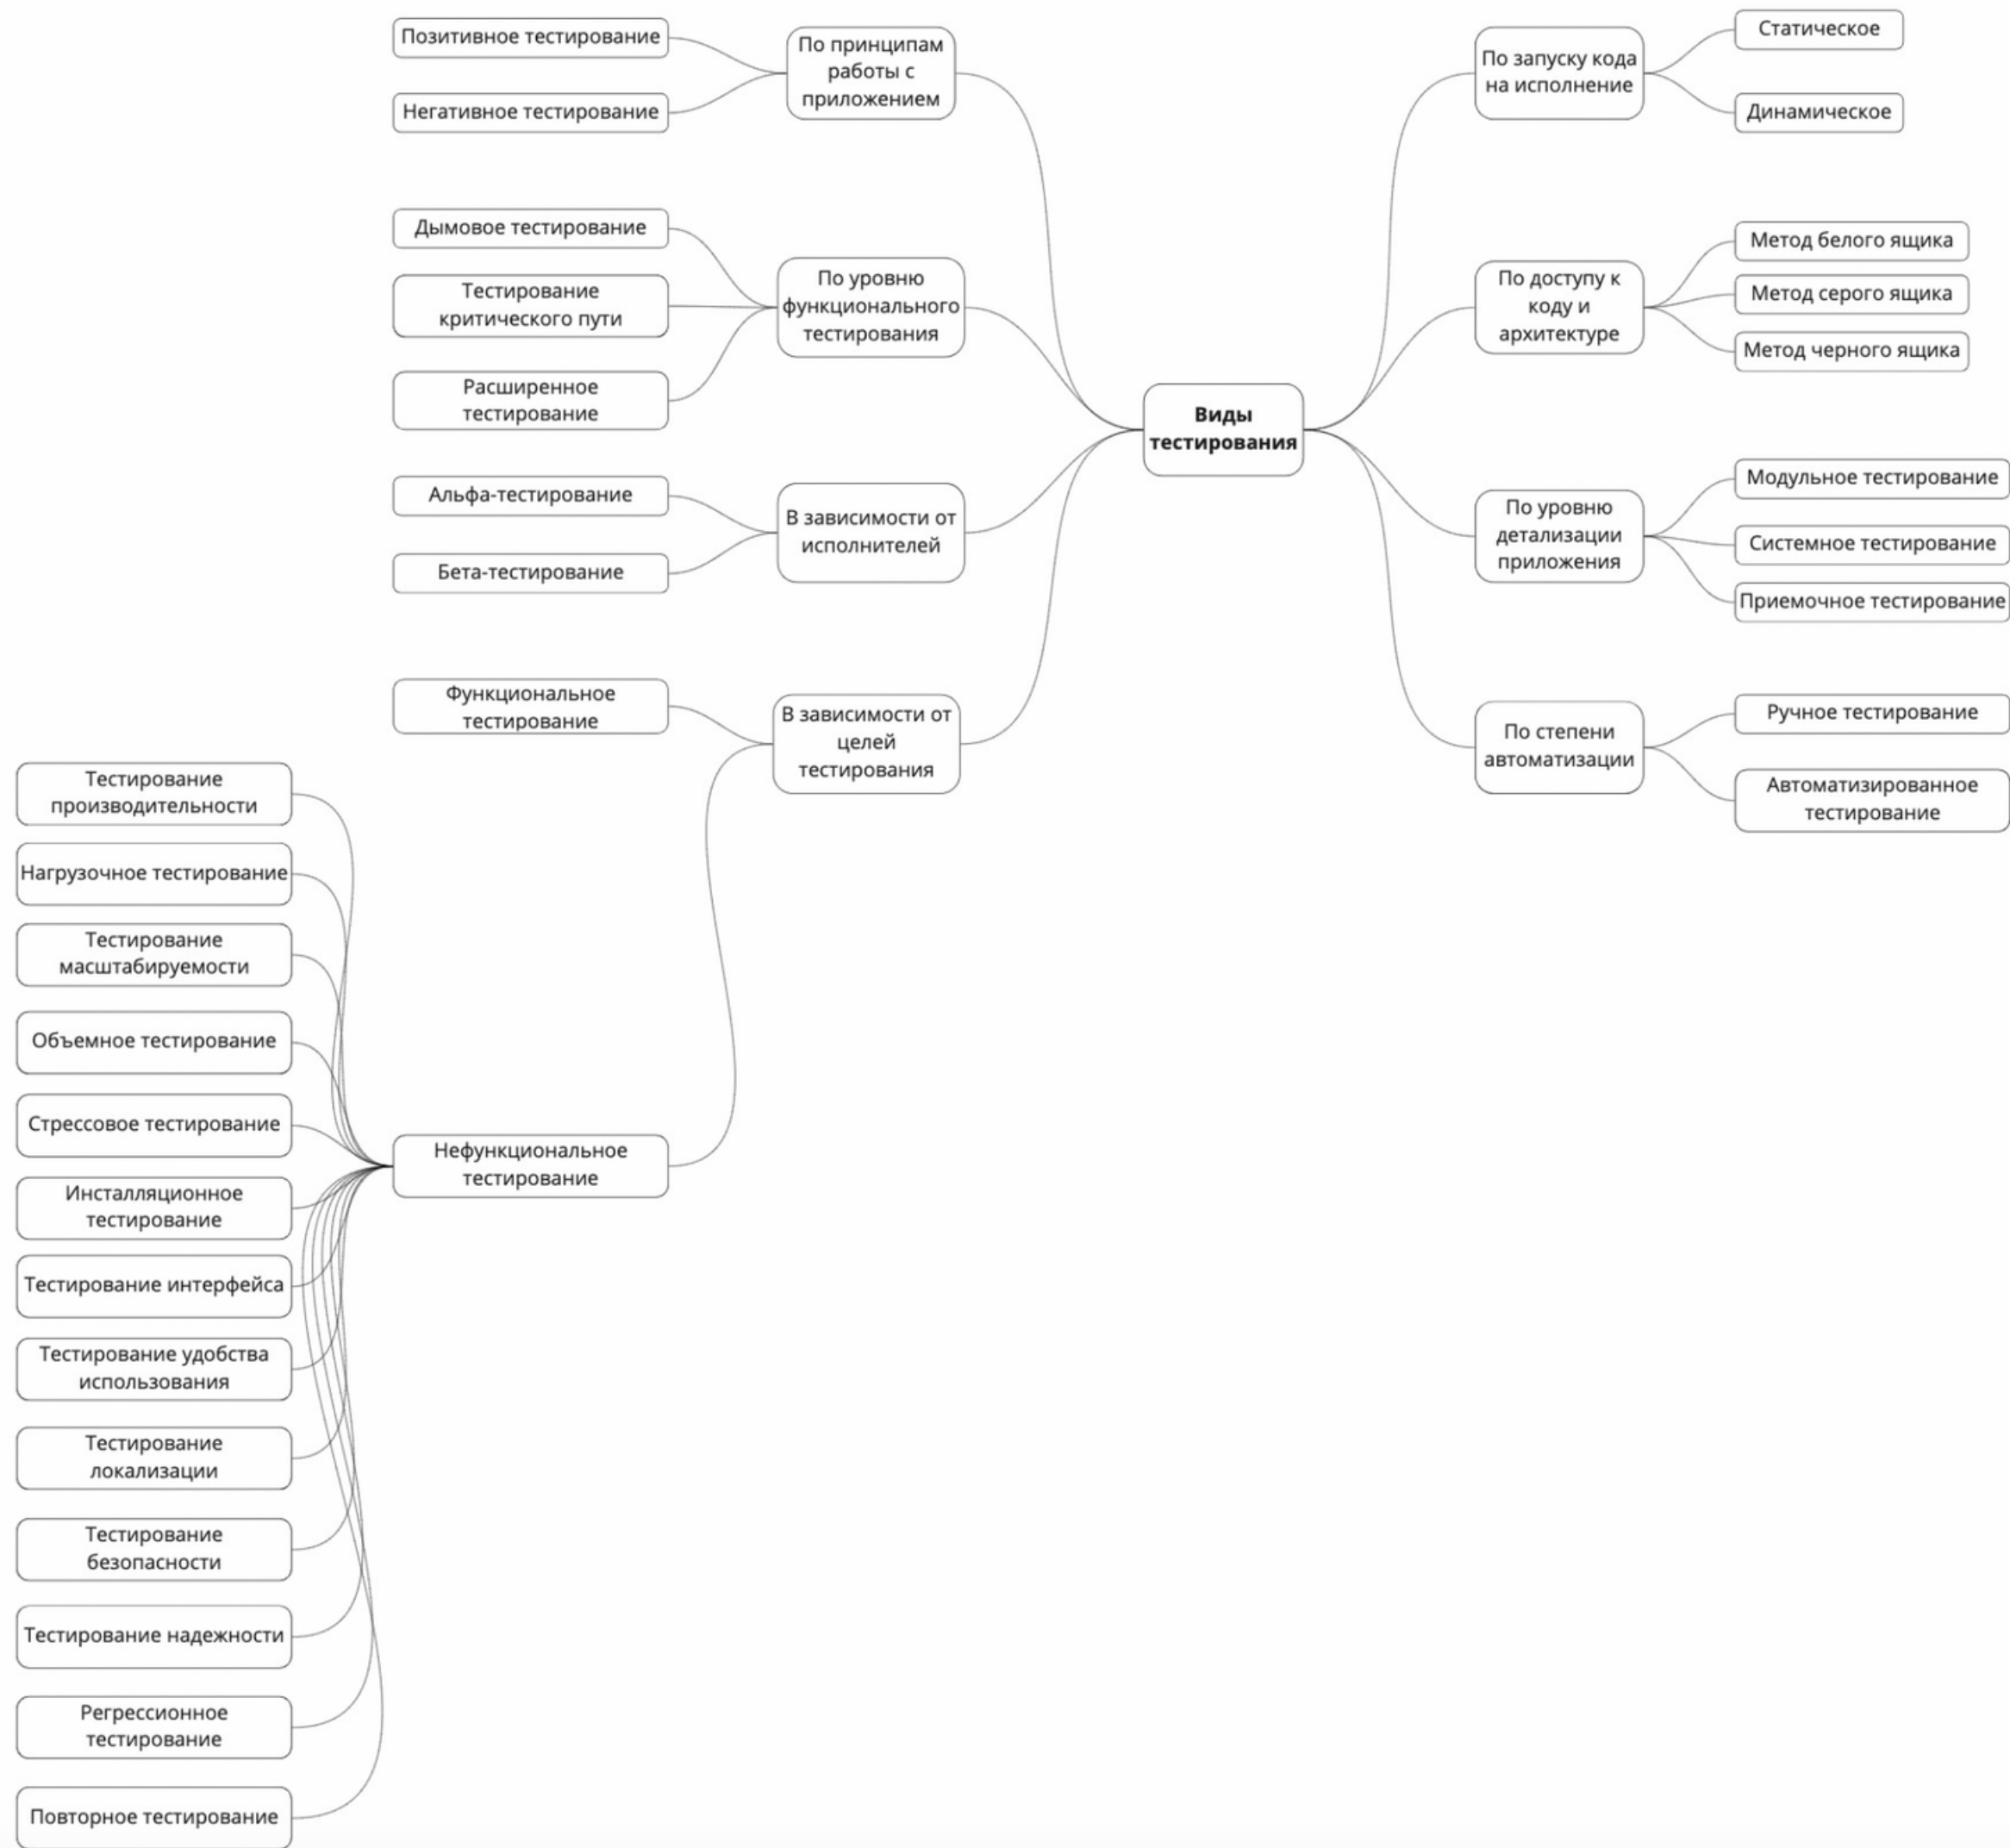 Виды
тестирования
По принципам
работы с
приложением
Позитивное тестирование
Негативное тестирование
По уровню
функционального
тестирования
Дымовое тестирование
Тестирование
критического пути
Расширенное
тестирование
В зависимости от
исполнителей
Альфа-тестирование
Бета-тестирование
В зависимости от
целей
тестирования
Функциональное
тестирование
Нефункциональное
тестирование
Тестирование
производительности
Нагрузочное тестирование
Тестирование
масштабируемости
Объемное тестирование
Стрессовое тестирование
Инсталляционное
тестирование
Тестирование интерфейса
Тестирование удобства
использования
Тестирование
локализации
Тестирование
безопасности
Тестирование надежности
Регрессионное
тестирование
Повторное тестирование
По запуску кода
на исполнение
Статическое
Динамическое
По доступу к
коду и
архитектуре
Метод белого ящика
Метод серого ящика
Метод черного ящика
По уровню
детализации
приложения
Модульное тестирование
Системное тестирование
Приемочное тестирование
По степени
автоматизации
Ручное тестирование
Автоматизированное
тестирование